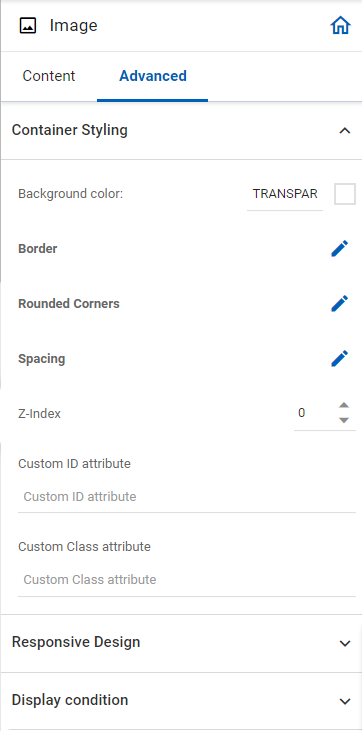 Image
Content Advanced
Container Styling
Background color: TRANSPAR
Border
Rounded Corners
Spacing
Z-Index 0
Custom ID attribute
Custom ID attribute
Custom Class attribute
Custom Class attribute
Responsive Design
Display condition